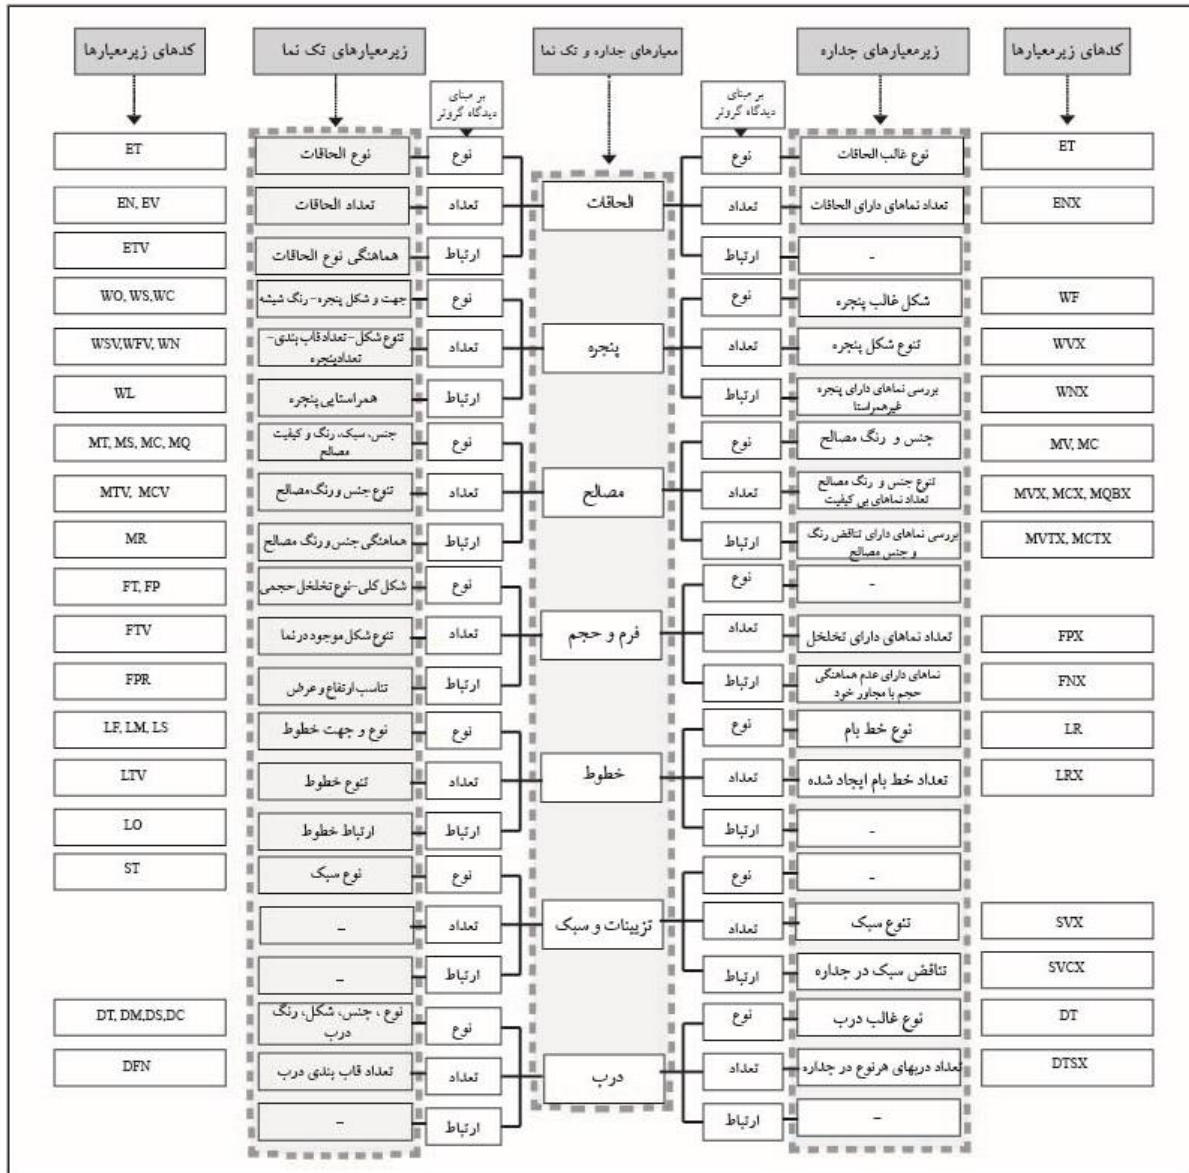 کدهای زیرمعیارها
زیرمعیارهای جداره
معیارهای جداره و تک نما
زیرمعیارهای تک نما
کدهای زیرمعیارها
بر مبنای
دیدگاه گروتر
بر مبنای
دیدگاه گروتر
ET
نوع غالب الحاقات
نوع
نوع
نوع الحاقات
ET
ENX
تعداد نماهای دارای الحاقات
تعداد
الحاقات
تعداد
تعداد الحاقات
EN, EV
-
ارتباط
ارتباط
هماهنگی نوع الحاقات
ETV
WF
شکل غالب پنجره
نوع
نوع
جهت و شکل پنجره - رنگ شیشه
WO, WS,WC
WVX
تنوع شکل پنجره
تعداد
پنجره
تعداد
تنوع شکل - تعداد قاب بندی -
تعدادپنجره
WSV,WFV, WN
WNX
بررسی نماهای دارای پنجره
غیرهمراستا
ارتباط
ارتباط
همراستایی پنجره
WL
MV, MC
جنس و رنگ مصالح
نوع
نوع
جنس، سبک، رنگ و کیفیت
مصالح
MT, MS, MC, MQ
MVX, MCX, MQBX
تنوع جنس و رنگ مصالح
تعداد نماهای بی کیفیت
تعداد
مصالح
تعداد
تنوع جنس و رنگ مصالح
MTV, MCV
MVTX, MCTX
بررسی نماهای دارای تناقض رنگ
و جنس مصالح
ارتباط
ارتباط
هماهنگی جنس و رنگ مصالح
MR
-
نوع
نوع
شکل کلی-نوع تخلخل حجمی
FT, FP
FPX
تعداد نماهای دارای تخلخل
تعداد
فرم و حجم
تعداد
تنوع شکل موجود در نما
FTV
FNX
نماهای دارای عدم هماهنگی
حجم با مجاور خود
ارتباط
ارتباط
تناسب ارتفاع و عرض
FPR
LR
نوع خط بام
نوع
نوع
نوع و جهت خطوط
LF, LM, LS
LRX
تعداد خط بام ایجاد شده
تعداد
خطوط
تعداد
تنوع خطوط
LTV
-
ارتباط
ارتباط
ارتباط خطوط
LO
-
نوع
نوع
نوع سبک
ST
SVX
تنوع سبک
تعداد
تزیینات و سبک
تعداد
-
SVCX
تناقض سبک در جداره
ارتباط
ارتباط
-
DT
نوع غالب درب
نوع
نوع
نوع ، جنس، شکل، رنگ
درب
DT, DM,DS,DC
DTSX
تعداد دربهای هرنوع در جداره
تعداد
درب
تعداد
تعداد قاب بندی درب
DFN
-
ارتباط
ارتباط
-